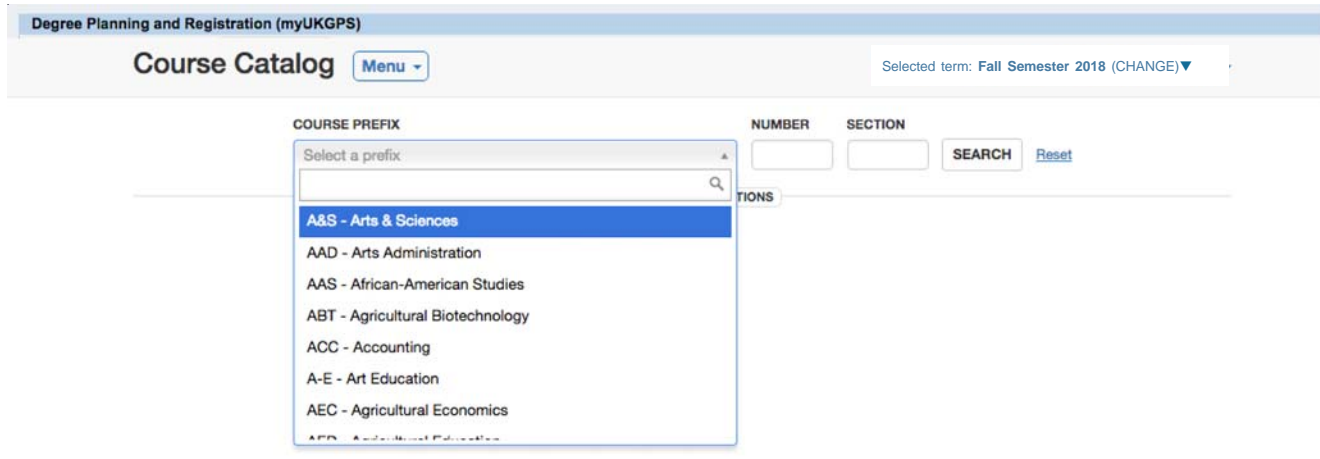 Degree Planning and Registration (myUKGPS)
Course Catalog Menu
Selected term: Fall Semester 2018 (CHANGE)▼
COURSE PREFIX NUMBER SECTION
Select a prefix SEARCH Reset
TIONS
A&S - Arts & Sciences
AAD - Arts Administration
AAS - African-American Studies
ABT - Agricultural Biotechnology
ACC - Accounting
A-E - Art Education
AEC - Agricultural Economics